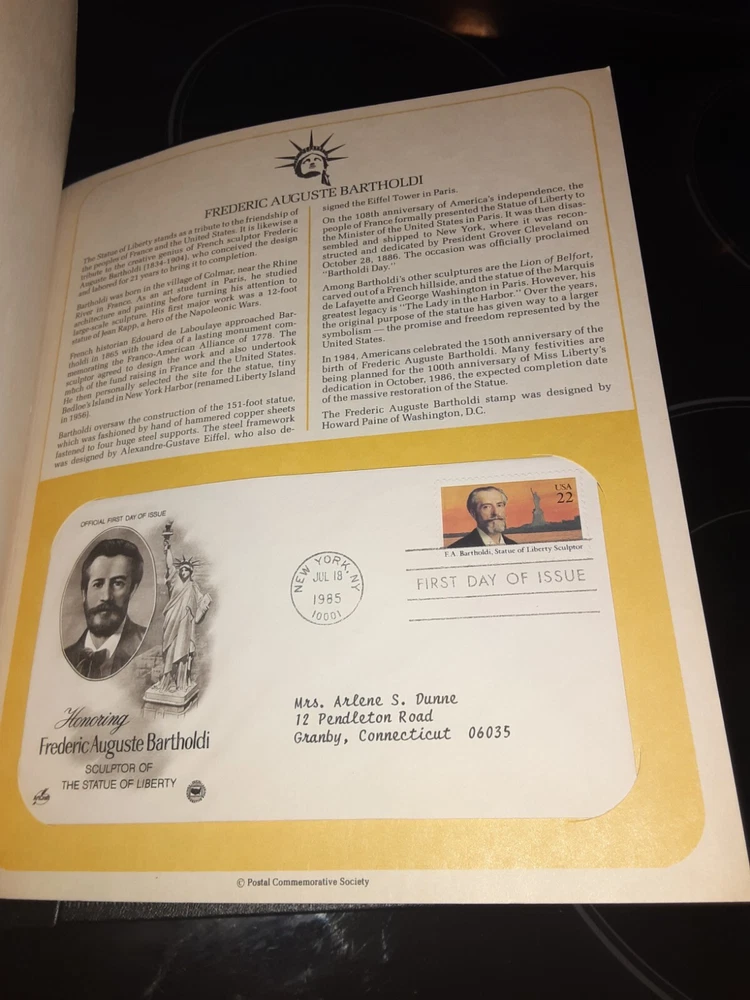 FREDERIC AUGUSTE BARTHOLDI
The Statue of Liberty stands as a tribute to the friendship of
the peoples of France and the United States. It is likewise a
tribute to the creative genius of French sculptor Frederic
Auguste Bartholdi (1834-1904), who conceived the design
and labored for 21 years to bring it to completion.
Bartholdi was born in the village of Colmar, near the Rhine
River in France. As an art student in Paris, he studied
architecture and painting before turning his attention to
large-scale sculpture. His first major work was a 12-foot
statue of Jean Rapp, a hero of the Napoleonic Wars.
French historian Edouard de Laboulaye approached Bar-
tholdi in 1865 with the idea of a lasting monument com-
memorating the Franco-American Alliance of 1778. The
sculptor agreed to design the work and also undertook
much of the fund raising in France and the United States.
He then personally selected the site for the statue, tiny
Bedloe's Island in New York Harbor (renamed Liberty Island
in 1956).
Bartholdi oversaw the construction of the 151-foot statue,
which was fashioned by hand of hammered copper sheets
fastened to four huge steel supports. The steel framework
was designed by Alexandre-Gustave Eiffel, who also de-
signed the Eiffel Tower in Paris.
On the 108th anniversary of America's independence, the
people of France formally presented the Statue of Liberty to
the Minister of the United States in Paris. It was then disas-
sembled and shipped to New York, where it was recon-
structed and dedicated by President Grover Cleveland on
October 28, 1886. The occasion was officially proclaimed
"Bartholdi Day."
Among Bartholdi's other sculptures are the Lion of Belfort,
carved out of a French hillside, and the statue of the Marquis
de Lafayette and George Washington in Paris. However, his
greatest legacy is "The Lady in the Harbor." Over the years,
the original purpose of the statue has given way to a larger
symbolism — the promise and freedom represented by the
United States.
In 1984, Americans celebrated the 150th anniversary of the
birth of Frederic Auguste Bartholdi. Many festivities are
being planned for the 100th anniversary of Miss Liberty's
dedication in October, 1986, the expected completion date
of the massive restoration of the Statue.
The Frederic Auguste Bartholdi stamp was designed by
Howard Paine of Washington, D.C.
OFFICIAL FIRST DAY OF ISSUE
USA
22
F.A. Bartholdi, Statue of Liberty Sculptor
NEW YORK, NY
JUL 18
1985
10001
FIRST DAY OF ISSUE
Mrs. Arlene S. Dunne
12 Pendleton Road
Granby, Connecticut 06035
Honoring
Frederic Auguste Bartholdi
SCULPTOR OF
THE STATUE OF LIBERTY
© Postal Commemorative Society